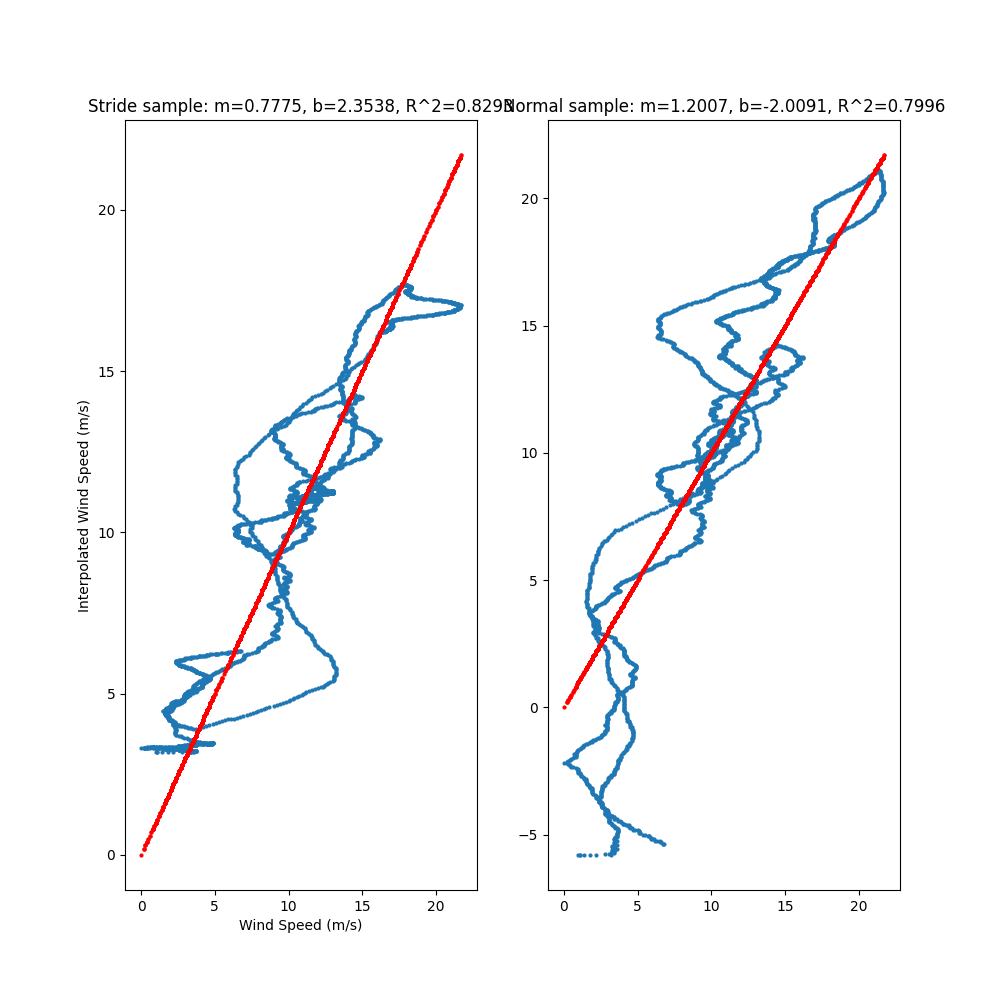 Stride sample: m=0.7775, b=2.3538, R^2=0.8293
Normal sample: m=1.2007, b=-2.0091, R^2=0.7996
20
15
10
5
0
Interpolated Wind Speed (m/s)
0 5 10 15 20
Wind Speed (m/s)
20
15
10
5
0
−5
0 5 10 15 20